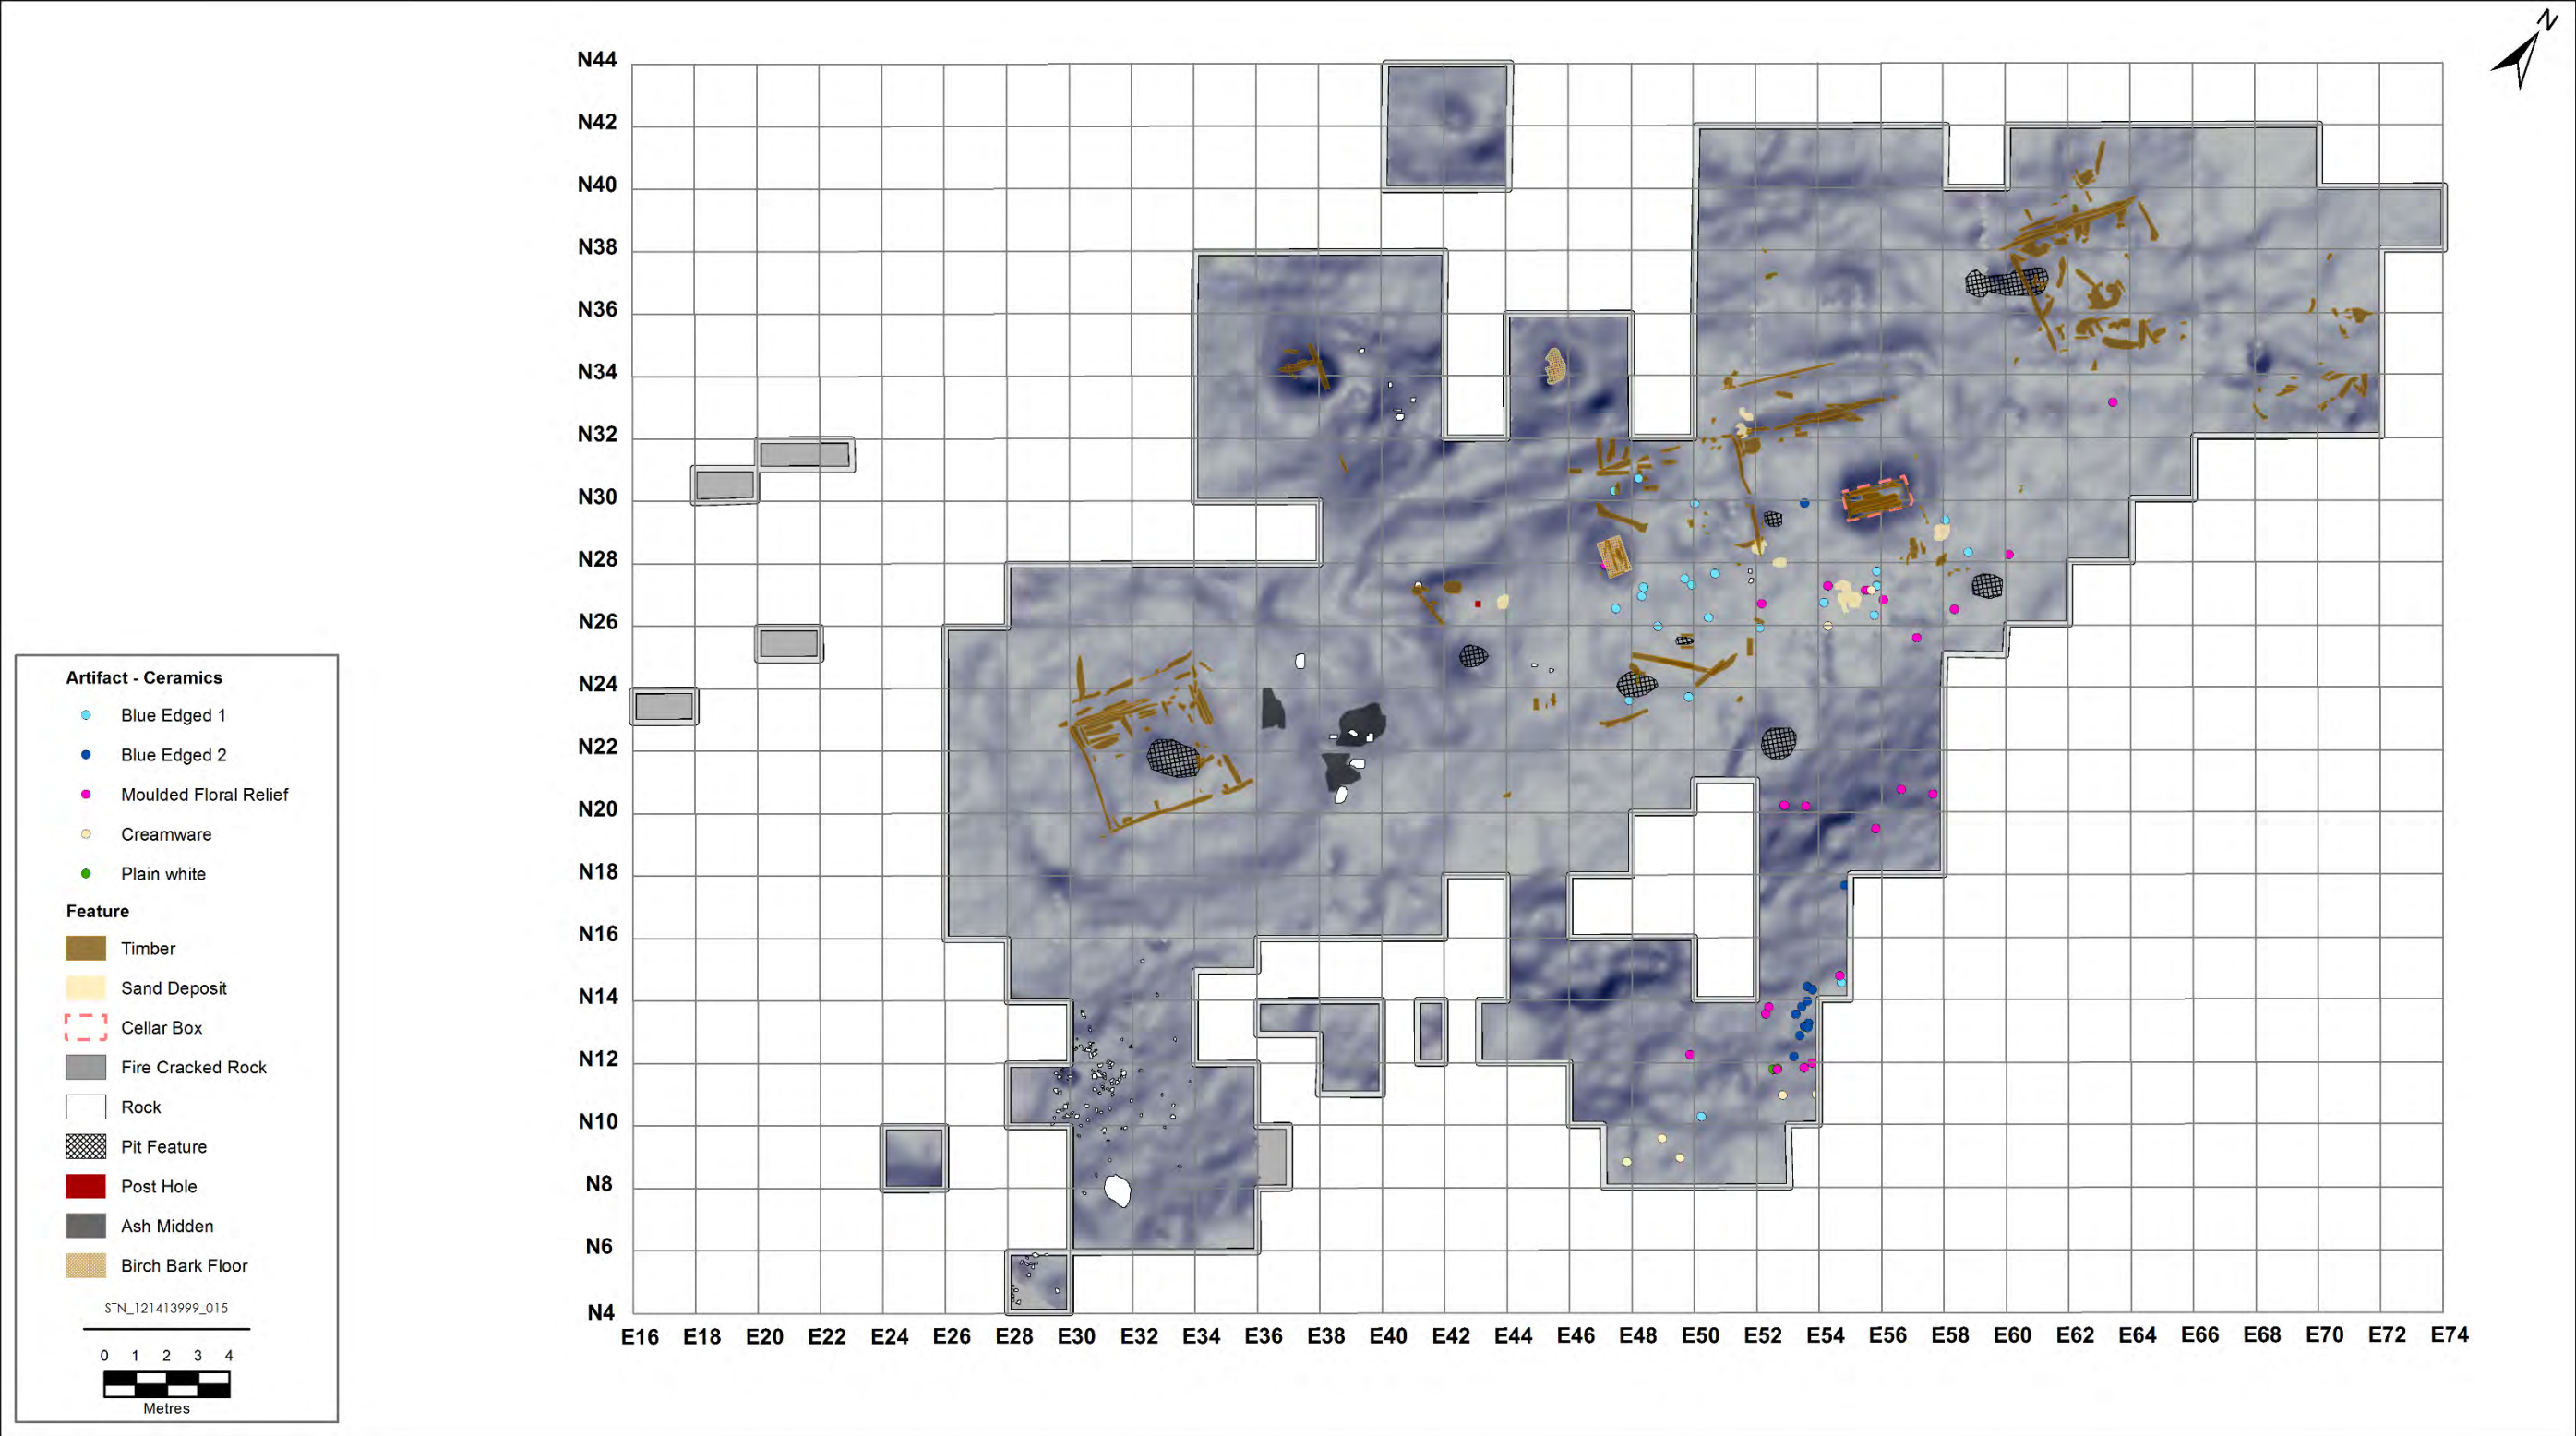 N
N44
N42
N40
N38
N36
N34
N32
N30
N28
N26
N24
N22
N20
N18
N16
N14
N12
N10
N8
N6
N4
E16 E18 E20 E22 E24 E26 E28 E30 E32 E34 E36 E38 E40 E42 E44 E46 E48 E50 E52 E54 E56 E58 E60 E62 E64 E66 E68 E70 E72 E74
Artifact - Ceramics
Blue Edged 1
Blue Edged 2
Moulded Floral Relief
Creamware
Plain white
Feature
Timber
Sand Deposit
Cellar Box
Fire Cracked Rock
Rock
Pit Feature
Post Hole
Ash Midden
Birch Bark Floor
STN_121413999_015
0 1 2 3 4
Metres